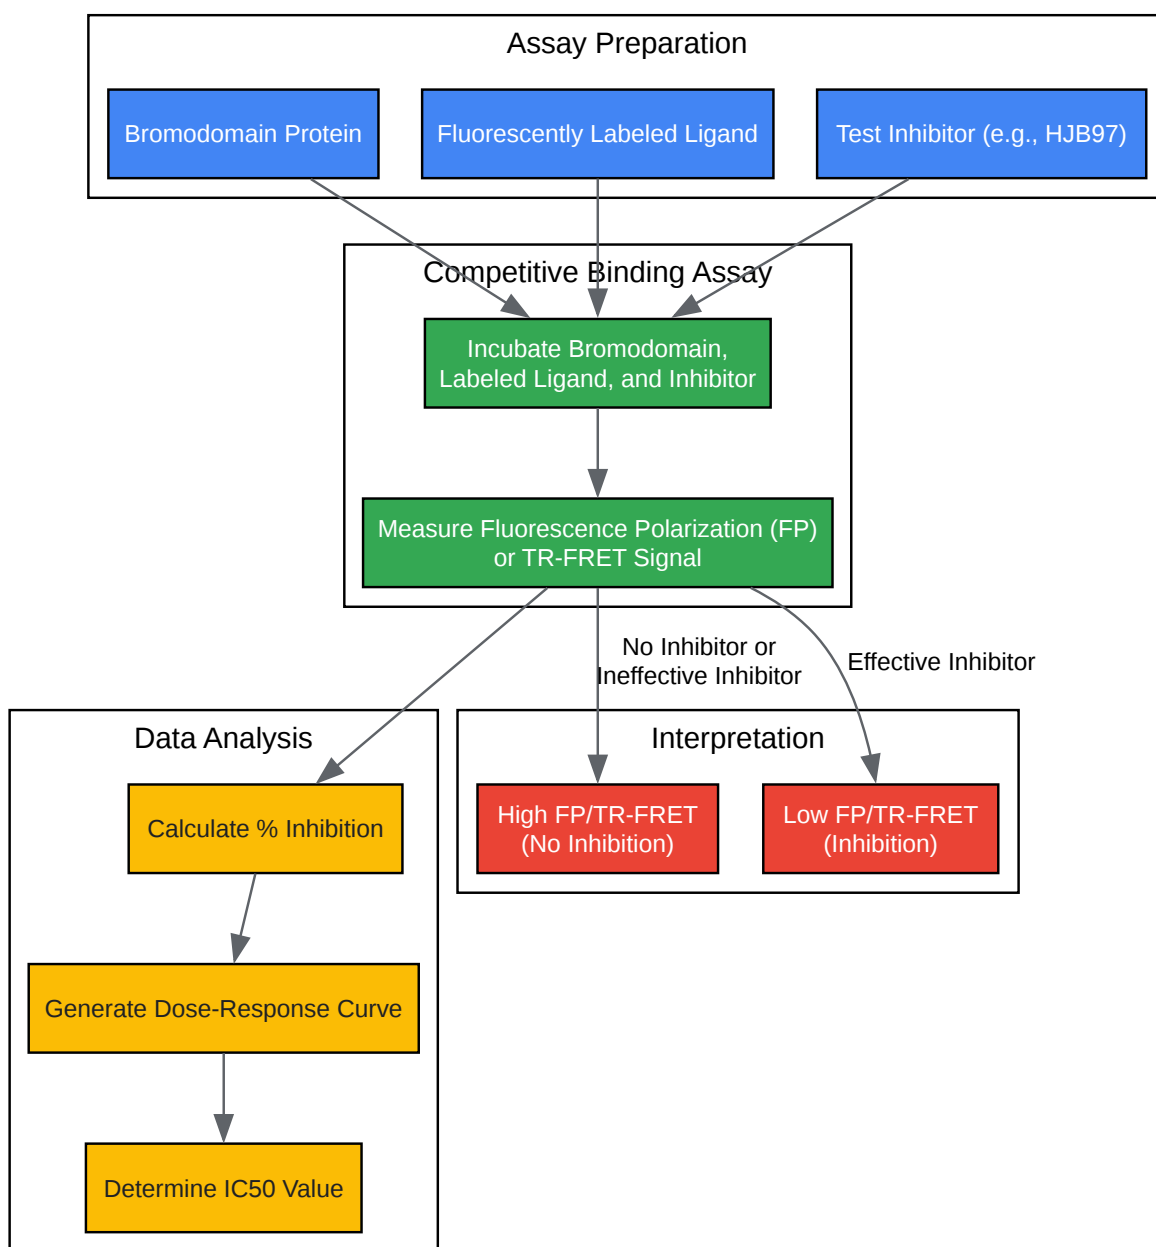 Assay Preparation
Bromodomain Protein
Fluorescently Labeled Ligand
Test Inhibitor (e.g., HJB97)
Competitive Binding Assay
Incubate Bromodomain,
Labeled Ligand, and Inhibitor
Measure Fluorescence Polarization (FP)
or TR-FRET Signal
No Inhibitor or
Ineffective Inhibitor
Effective Inhibitor
Data Analysis
Calculate % Inhibition
Generate Dose-Response Curve
Determine IC50 Value
Interpretation
High FP/TR-FRET
(No Inhibition)
Low FP/TR-FRET
(Inhibition)